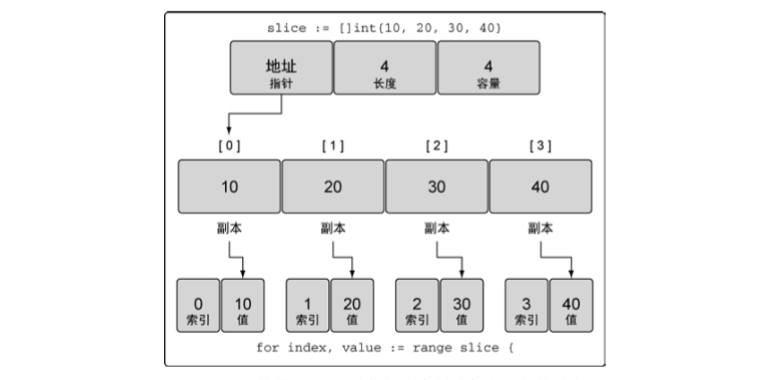 slice := []int{10, 20, 30, 40}
地址 4 4
指针 长度 容量
[0] [1] [2] [3]
10 20 30 40
副本 副本 副本 副本
0 10 1 20 2 30 3 40
索引 值 索引 值 索引 值 索引 值
for index, value := range slice {